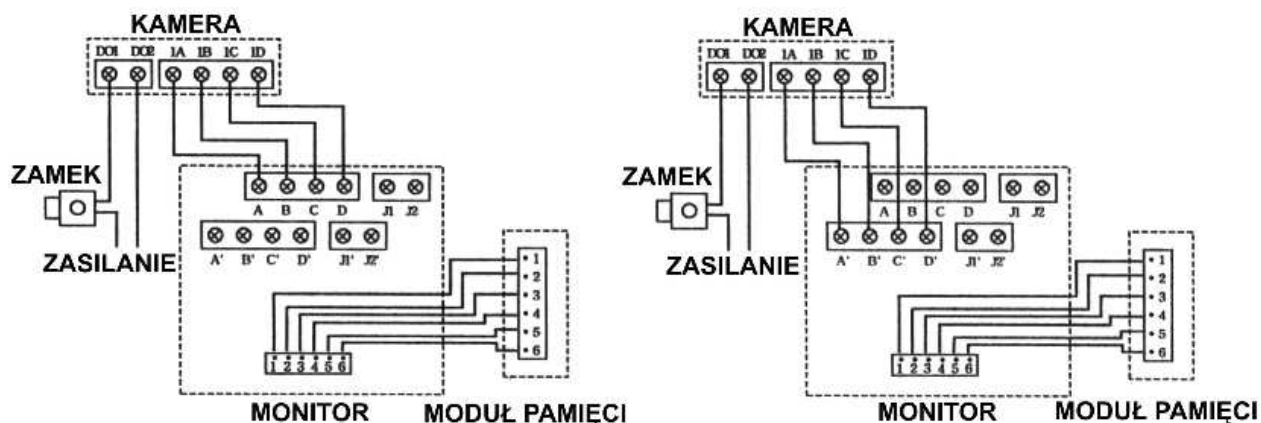 KAMERA
DO1 DO2 1A 1B 1C 1D
ZAMEK
ZASILANIE
A B C D J1 J2
A' B' C' D' J1' J2'
1
2
3
4
5
6
1 2 3 4 5 6
MONITOR
MODUŁ PAMIĘCI
KAMERA
DO1 DO2 1A 1B 1C 1D
ZAMEK
ZASILANIE
A B C D J1 J2
A' B' C' D' J1' J2'
1
2
3
4
5
6
1 2 3 4 5 6
MONITOR
MODUŁ PAMIĘCI